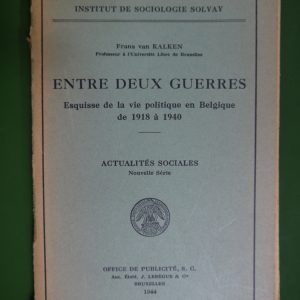 INSTITUT DE SOCIOLOGIE SOLVAY
Frans van KALKEN
Professeur à l'Université Libre de Bruxelles
ENTRE DEUX GUERRES
Esquisse de la vie politique en Belgique
de 1918 à 1940
ACTUALITÉS SOCIALES
Nouvelle Série
OFFICE DE PUBLICITÉ, S. C.
Anc. Établ. J. LEBÈGUE & Cie
BRUXELLES
1944